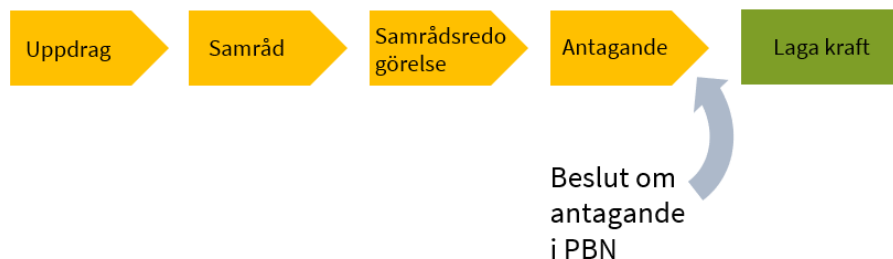 Uppdrag
Samråd
Samrådsredo
görelse
Antagande
Laga kraft
Beslut om
antagande
i PBN